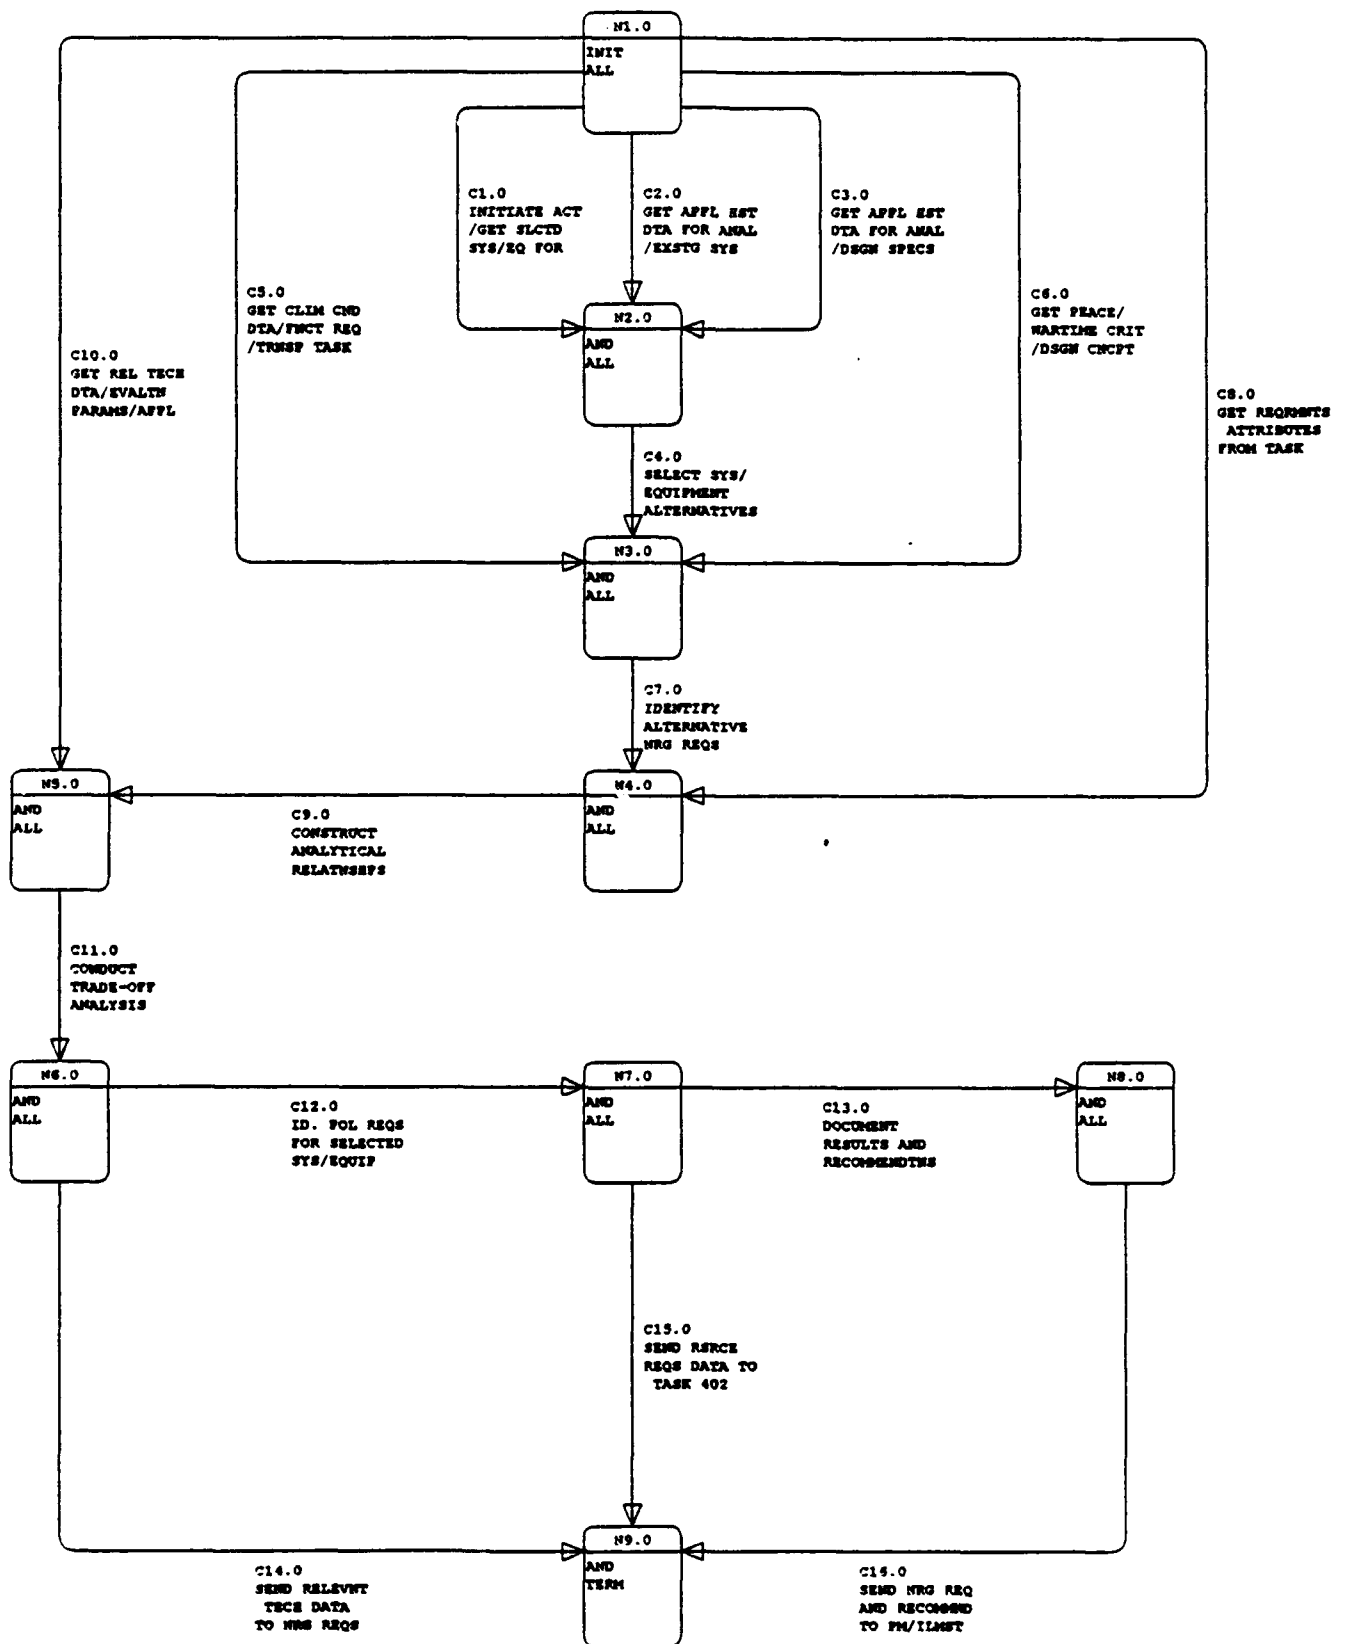 N1.0
INIT
ALL
C1.0
INITIATE ACT
/GET SLCTD
SYS/EQ FOR
C2.0
GET APPL EST
DTA FOR ANAL
/EXSTG SYS
C3.0
GET APPL EST
DTA FOR ANAL
/DSGN SPECS
C5.0
GET CLIM CND
DTA/FNCT REQ
/TRNSP TASK
C6.0
GET PEACE/
WARTIME CRIT
/DSGN CNCPT
N2.0
AND
ALL
C10.0
GET REL TECH
DTA/EVALTN
PARAMS/APPL
C8.0
GET REQRMNTS
ATTRIBUTES
FROM TASK
C4.0
SELECT SYS/
EQUIPMENT
ALTERNATIVES
N3.0
AND
ALL
C7.0
IDENTIFY
ALTERNATIVE
NRG REQS
N5.0
AND
ALL
C9.0
CONSTRUCT
ANALYTICAL
RELATNSHPS
N4.0
AND
ALL
C11.0
CONDUCT
TRADE-OFF
ANALYSIS
N6.0
AND
ALL
C12.0
ID. POL REQS
FOR SELECTED
SYS/EQUIP
N7.0
AND
ALL
C13.0
DOCUMENT
RESULTS AND
RECOMMENDTNS
N8.0
AND
ALL
C15.0
SEND RSRCE
REQS DATA TO
TASK 402
C14.0
SEND RELEVNT
TECH DATA
TO NRG REQS
N9.0
AND
TERM
C16.0
SEND NRG REQ
AND RECOMMND
TO PM/ILMST